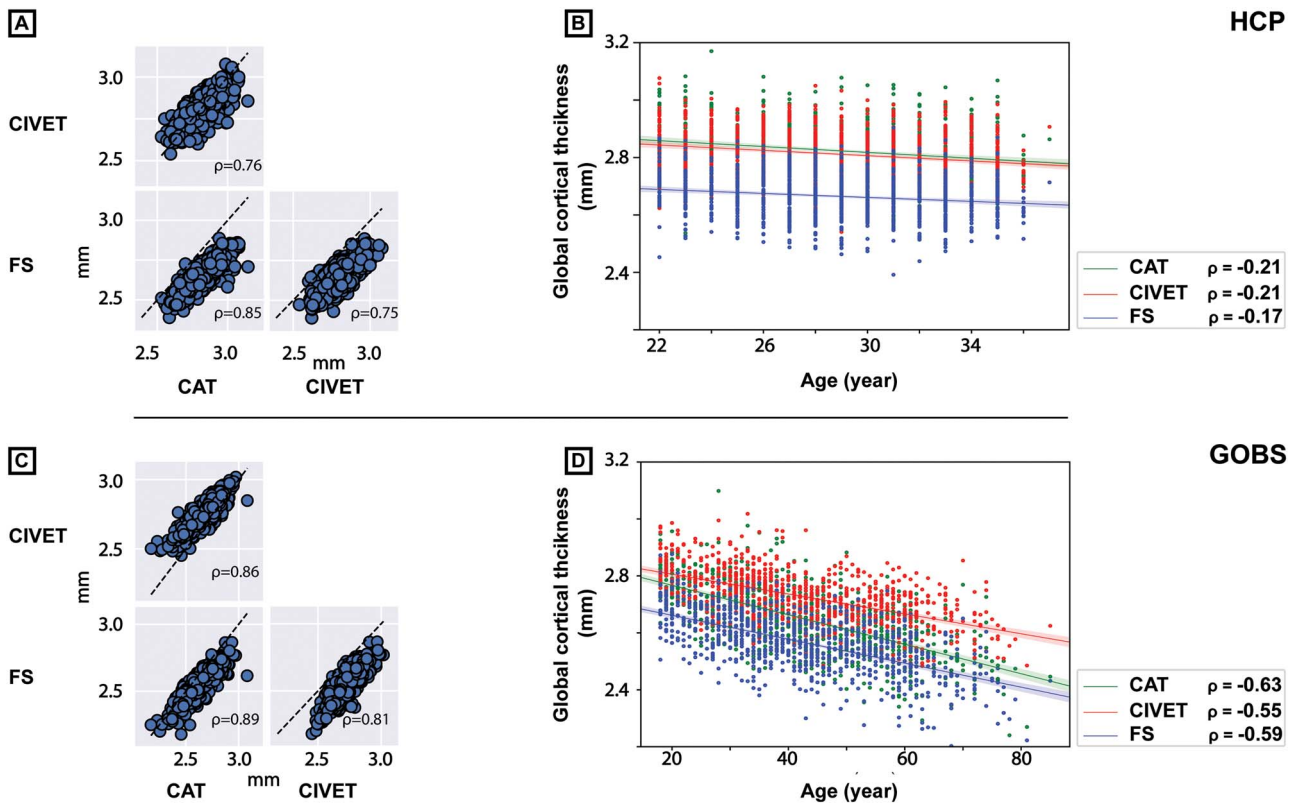 A
B
HCP
CIVET
3.0
2.5
ρ=0.76
FS
mm
3.0
2.5
ρ=0.85
ρ=0.75
2.5
3.0
mm
2.5
3.0
CAT
CIVET
Global cortical thcikness
(mm)
3.2
2.8
2.4
22
26
30
34
Age (year)
CAT ρ = -0.21
CIVET ρ = -0.21
FS ρ = -0.17
C
D
GOBS
CIVET
3.0
2.5
ρ=0.86
mm
FS
3.0
2.5
ρ=0.89
ρ=0.81
2.5
3.0
2.5
3.0
mm
CAT
CIVET
Global cortical thcikness
(mm)
3.2
2.8
2.4
20
40
60
80
Age (year)
CAT ρ = -0.63
CIVET ρ = -0.55
FS ρ = -0.59